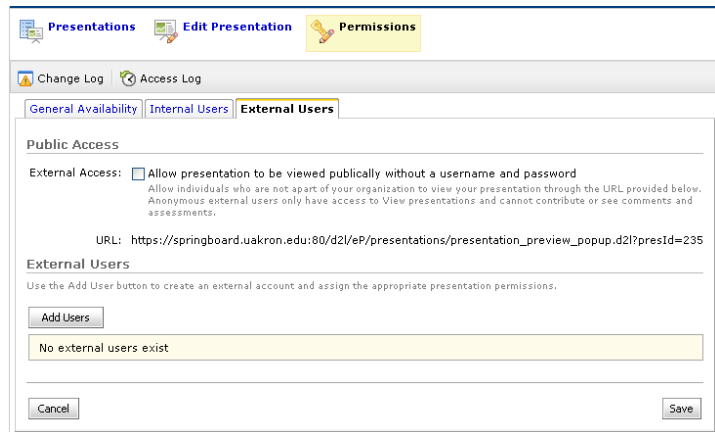 Presentations Edit Presentation Permissions
Change Log Access Log
General Availability Internal Users External Users
Public Access
External Access: Allow presentation to be viewed publically without a username and password
Allow individuals who are not apart of your organization to view your presentation through the URL provided below.
Anonymous external users only have access to View presentations and cannot contribute or see comments and
assessments.
URL: https://springboard.uakron.edu:80/d2l/eP/presentations/presentation_preview_popup.d2l?presId=235
External Users
Use the Add User button to create an external account and assign the appropriate presentation permissions.
Add Users
No external users exist
Cancel Save